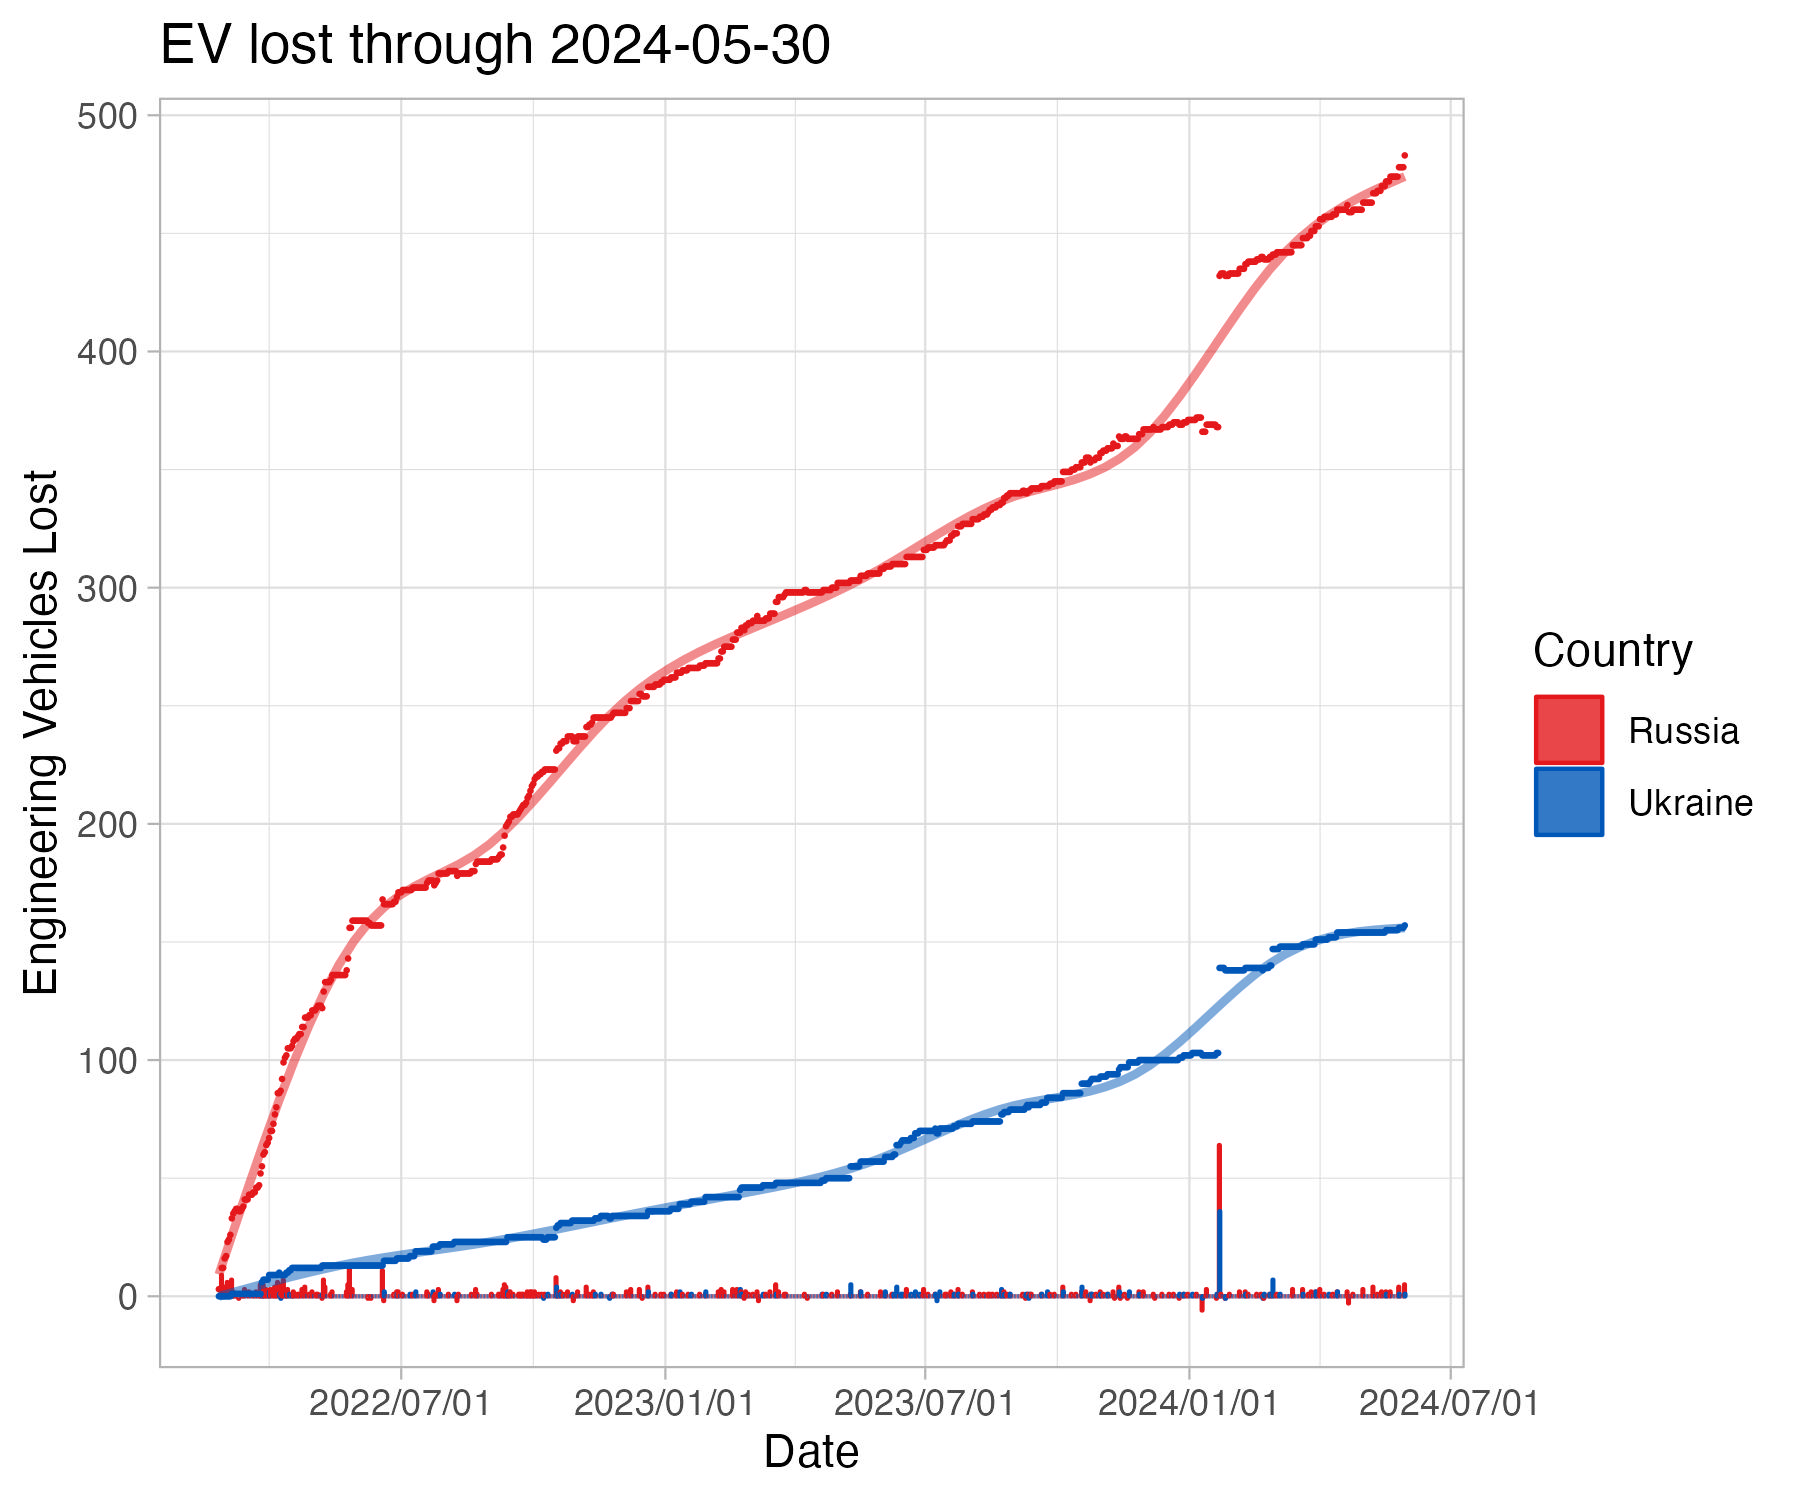 EV lost through 2024-05-30
Engineering Vehicles Lost
500
400
300
200
100
0
2022/07/01
2023/01/01
2023/07/01
2024/01/01
2024/07/01
Date
Country
Russia
Ukraine